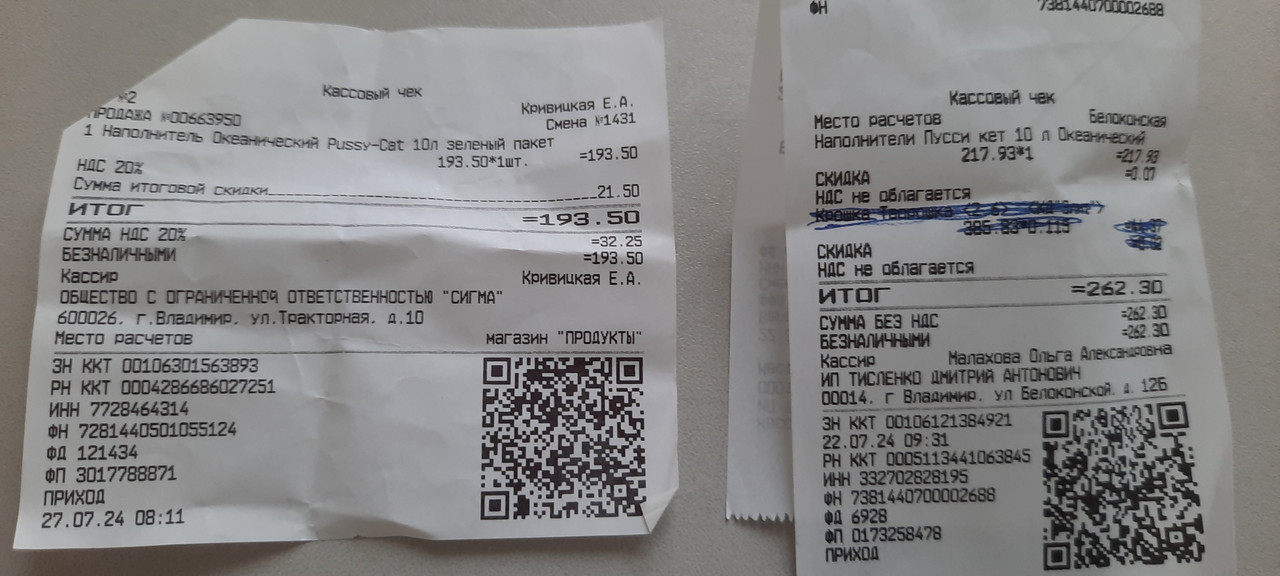 №2
Кассовый чек
Кривицкая Е.А.
ПРОДАЖА №00663950
Смена №1431
1 Наполнитель Океанический Pussy-Cat 10л зеленый пакет
193.50*1шт. =193.50
НДС 20%
Сумма итоговой скидки 21.50
ИТОГ =193.50
СУММА НДС 20% =32.25
БЕЗНАЛИЧНЫМИ =193.50
Кассир Кривицкая Е.А.
ОБЩЕСТВО С ОГРАНИЧЕННОЙ ОТВЕТСТВЕННОСТЬЮ "СИГМА"
600026. г.Владимир. ул.Тракторная. д.10
Место расчетов магазин "ПРОДУКТЫ"
ЗН ККТ 00106301563893
РН ККТ 0004286686027251
ИНН 7728464314
ФН 7281440501055124
ФД 121434
ФП 3017788871
ПРИХОД
27.07.24 08:11
ФН 7381440700002688
Кассовый чек
Место расчетов Белоконская
Наполнители Пусси кет 10 л Океанический
217.93*1 =217.93
СКИДКА =0.07
НДС не облагается
385.83*0.115
СКИДКА
НДС не облагается
ИТОГ =262.30
СУММА БЕЗ НДС =262.30
БЕЗНАЛИЧНЫМИ =262.30
Кассир Малахова Ольга Александровна
ИП ТИСЛЕНКО ДМИТРИЙ АНТОНОВИЧ
00014. г Владимир. ул Белоконской. д. 12Б
ЗН ККТ 00106121384921
22.07.24 09:31
РН ККТ 0005113441063845
ИНН 332702828195
ФН 7381440700002688
ФД 6928
ФП 0173258478
ПРИХОД